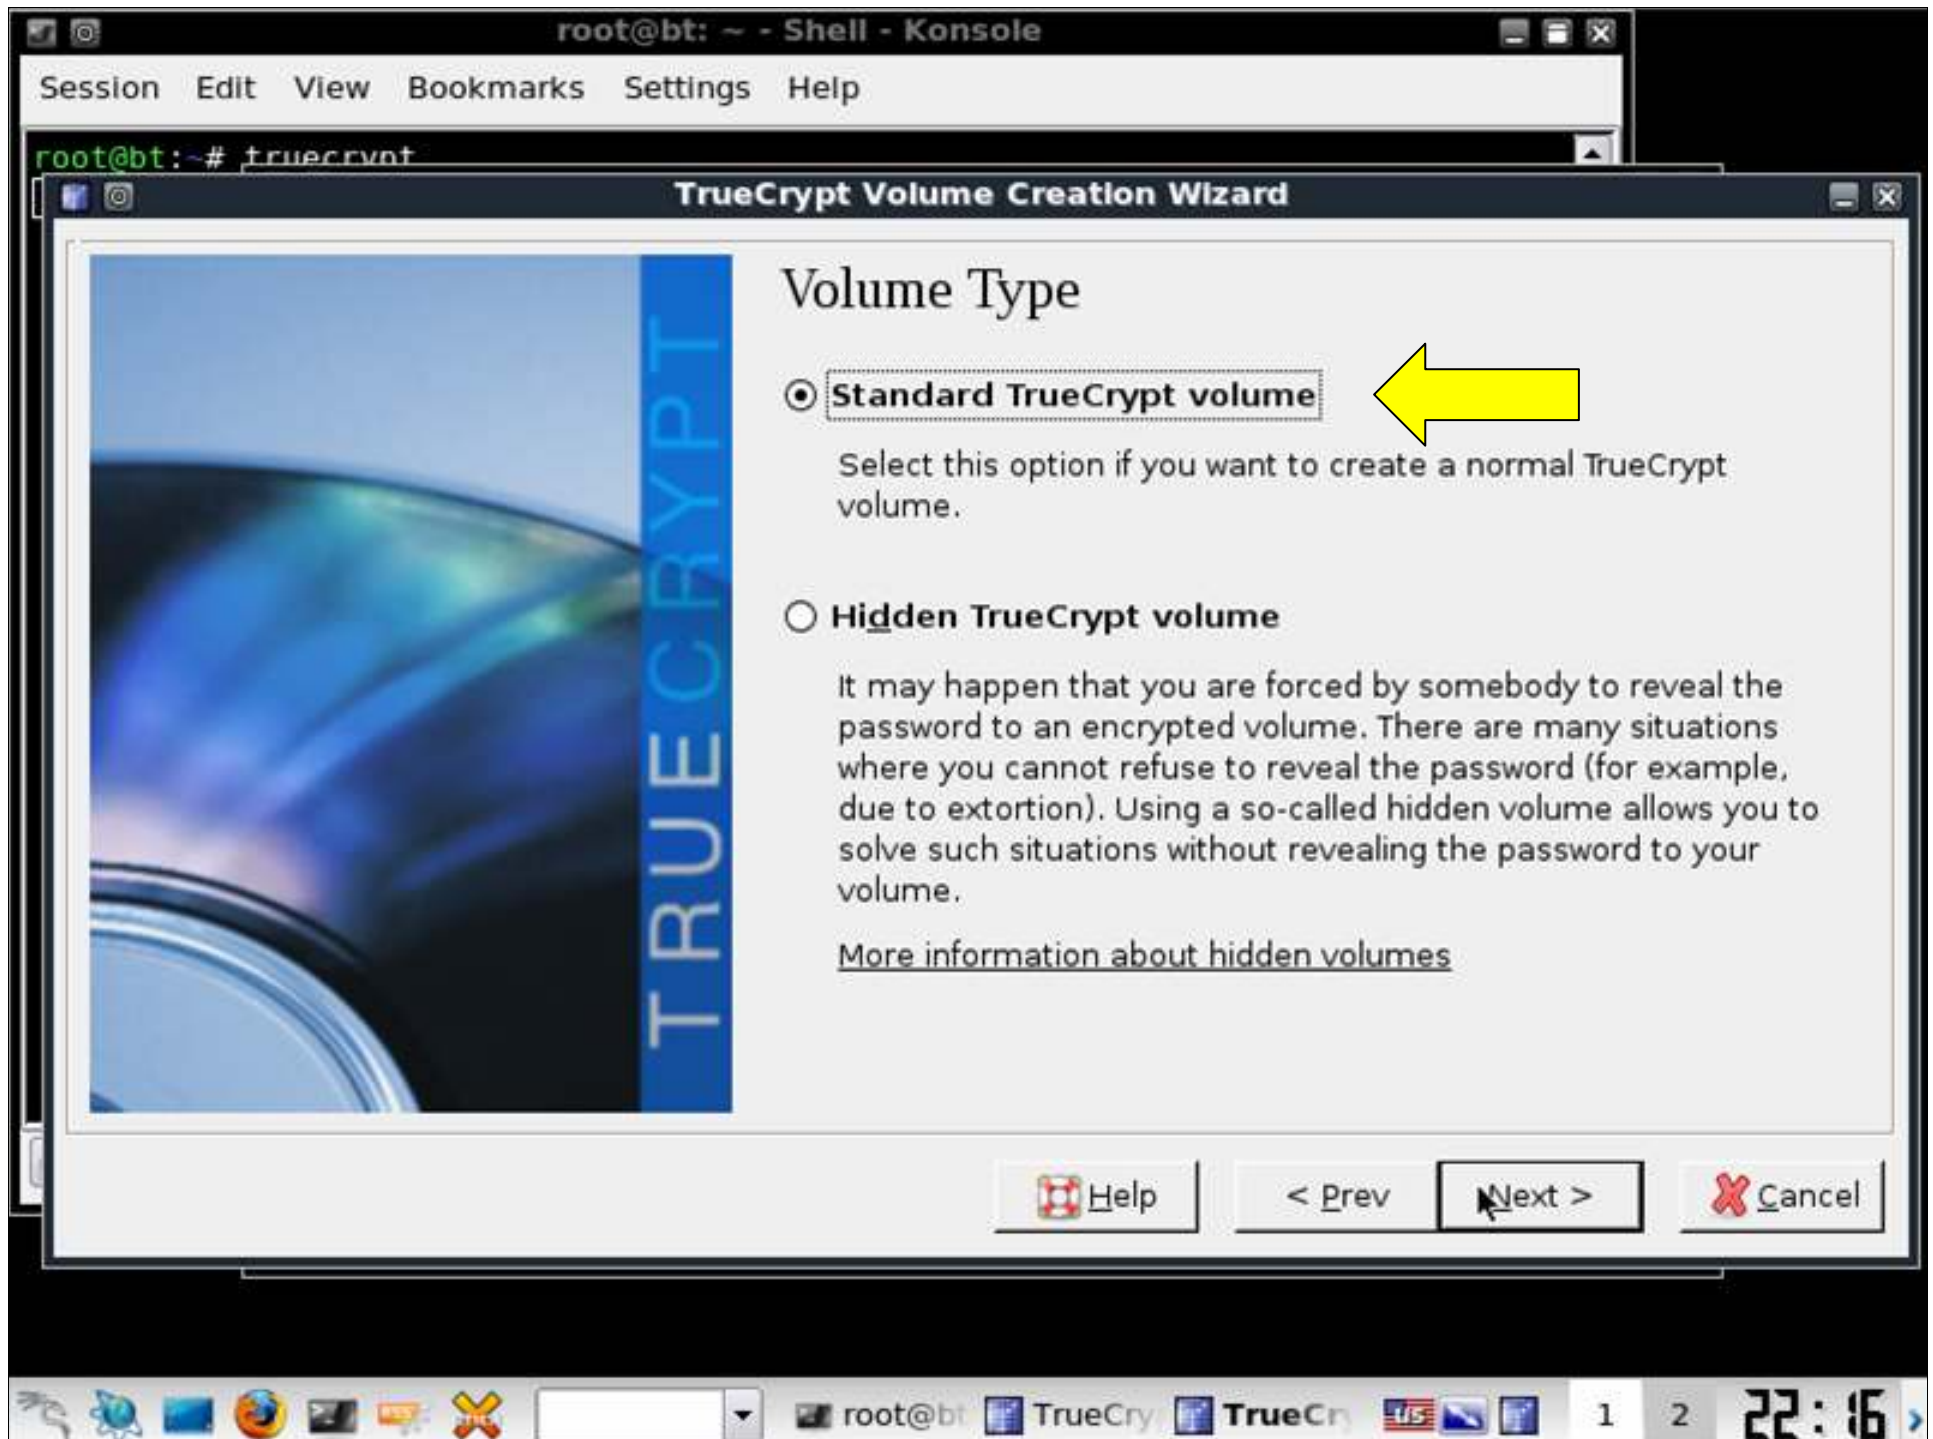 root@bt: ~ - Shell - Konsole
Session Edit View Bookmarks Settings Help
root@bt:~# truecrypt
TrueCrypt Volume Creation Wizard
TRUECRYPT
Volume Type
Standard TrueCrypt volume
Select this option if you want to create a normal TrueCrypt
volume.
Hidden TrueCrypt volume
It may happen that you are forced by somebody to reveal the
password to an encrypted volume. There are many situations
where you cannot refuse to reveal the password (for example,
due to extortion). Using a so-called hidden volume allows you to
solve such situations without revealing the password to your
volume.
More information about hidden volumes
Help < Prev Next > Cancel
root@bt TrueCry TrueCr us 1 2 22:16